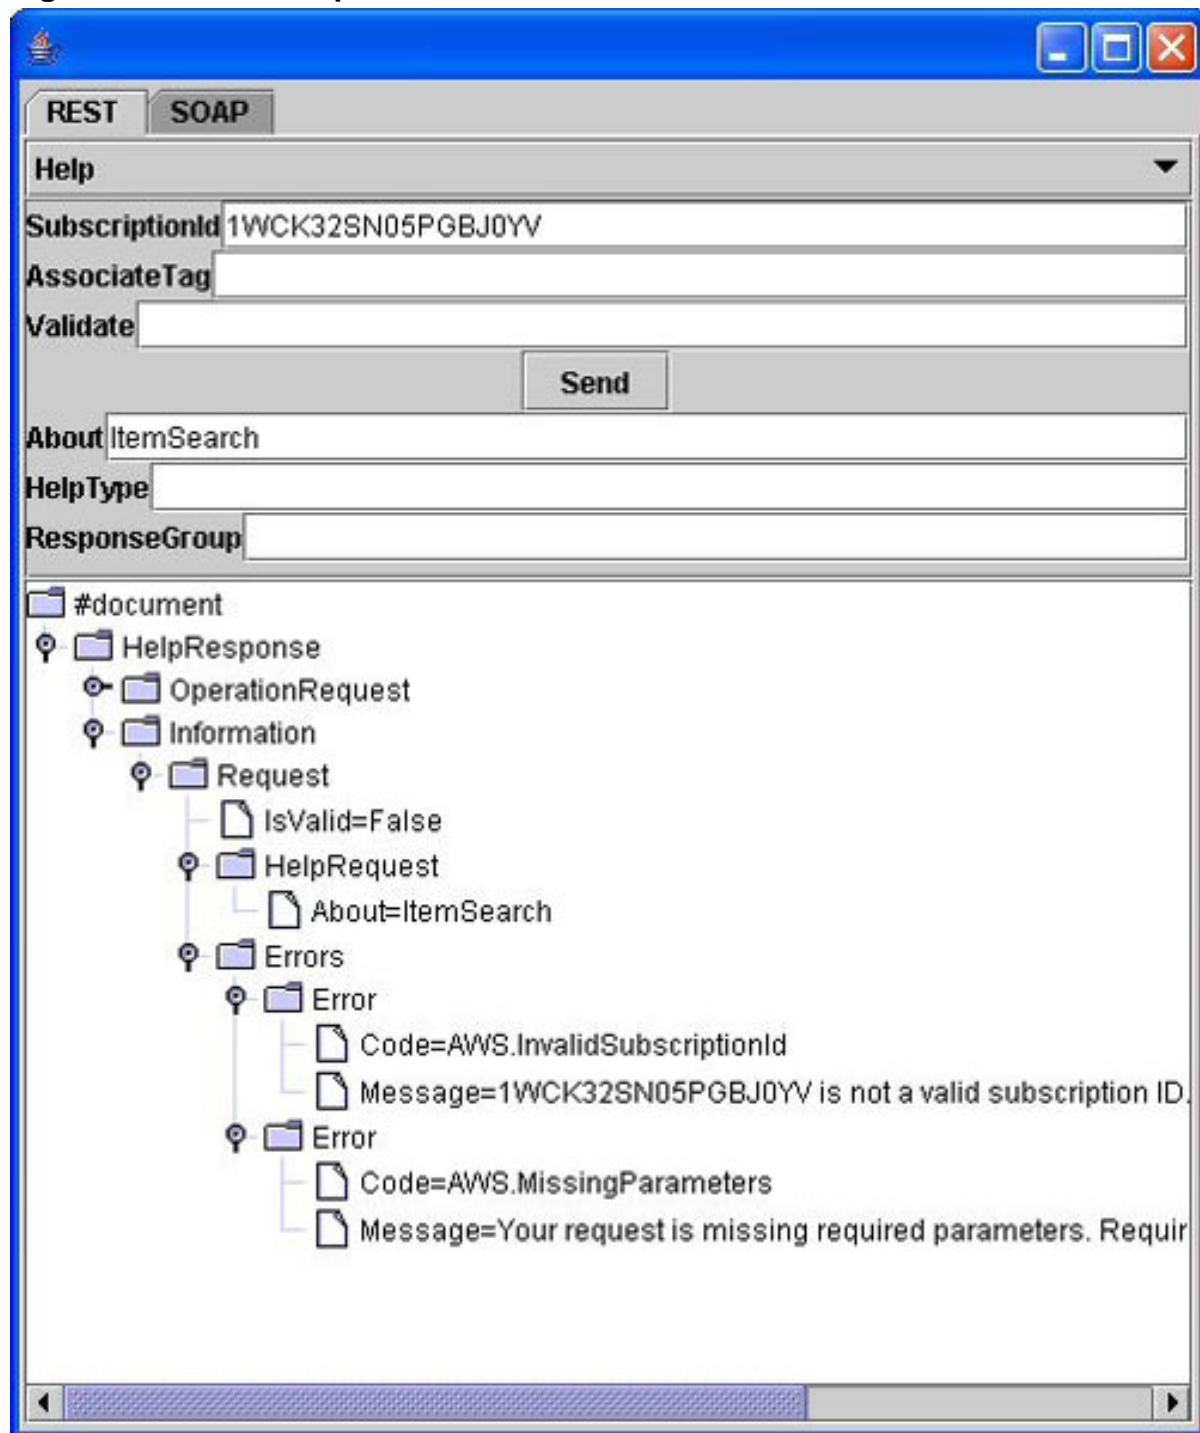 REST SOAP
Help
SubscriptionId 1WCK32SN05PGBJ0YV
AssociateTag
Validate
Send
About ItemSearch
HelpType
ResponseGroup
#document
HelpResponse
OperationRequest
Information
Request
IsValid=False
HelpRequest
About=ItemSearch
Errors
Error
Code=AWS.InvalidSubscriptionId
Message=1WCK32SN05PGBJ0YV is not a valid subscription ID.
Error
Code=AWS.MissingParameters
Message=Your request is missing required parameters. Requir